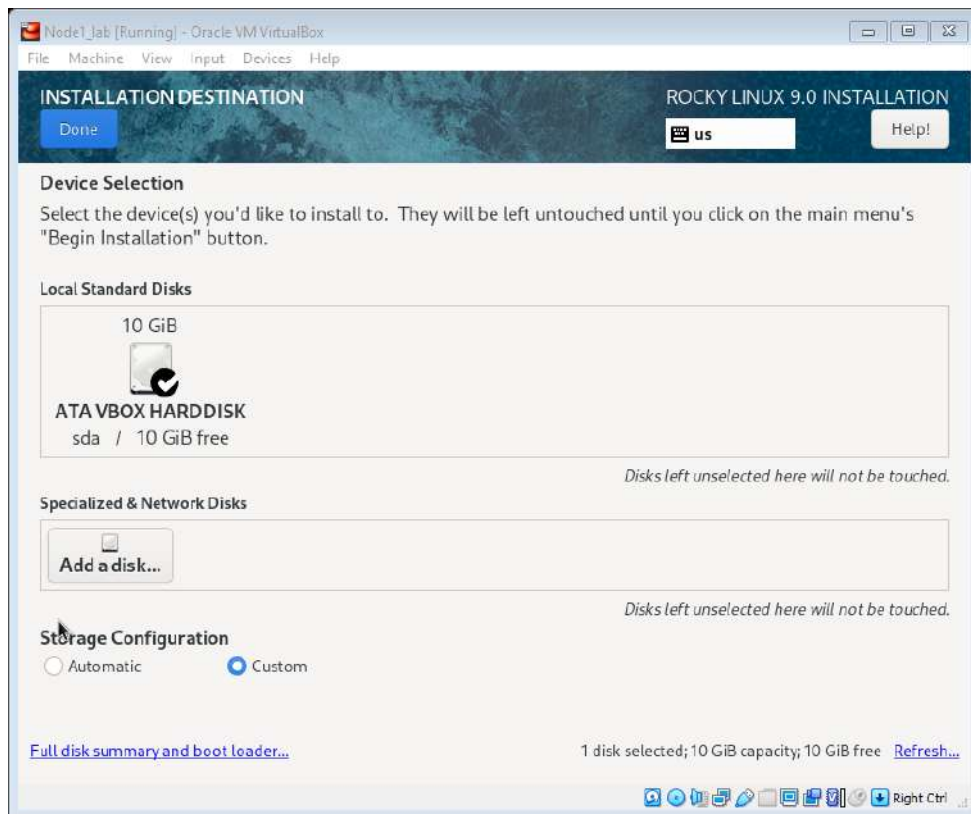 Node1_lab [Running] - Oracle VM VirtualBox
File Machine View Input Devices Help
INSTALLATION DESTINATION
ROCKY LINUX 9.0 INSTALLATION
Done
us
Help!
Device Selection
Select the device(s) you'd like to install to. They will be left untouched until you click on the main menu's
"Begin Installation" button.
Local Standard Disks
10 GiB
ATA VBOX HARDDISK
sda / 10 GiB free
Disks left unselected here will not be touched.
Specialized & Network Disks
Add a disk...
Disks left unselected here will not be touched.
Storage Configuration
Automatic Custom
Full disk summary and boot loader... 1 disk selected; 10 GiB capacity; 10 GiB free Refresh...
Right Ctrl